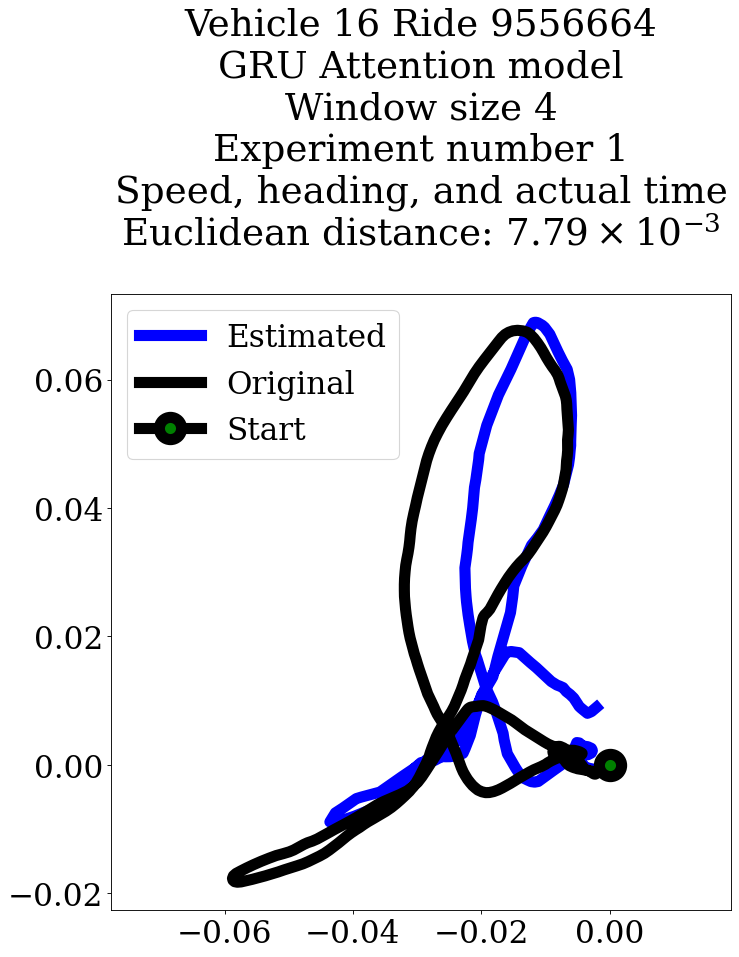 Vehicle 16 Ride 9556664
GRU Attention model
Window size 4
Experiment number 1
Speed, heading, and actual time
Euclidean distance: 7.79 × 10⁻³
Estimated
Original
Start
0.06
0.04
0.02
0.00
−0.02
−0.06 −0.04 −0.02 0.00